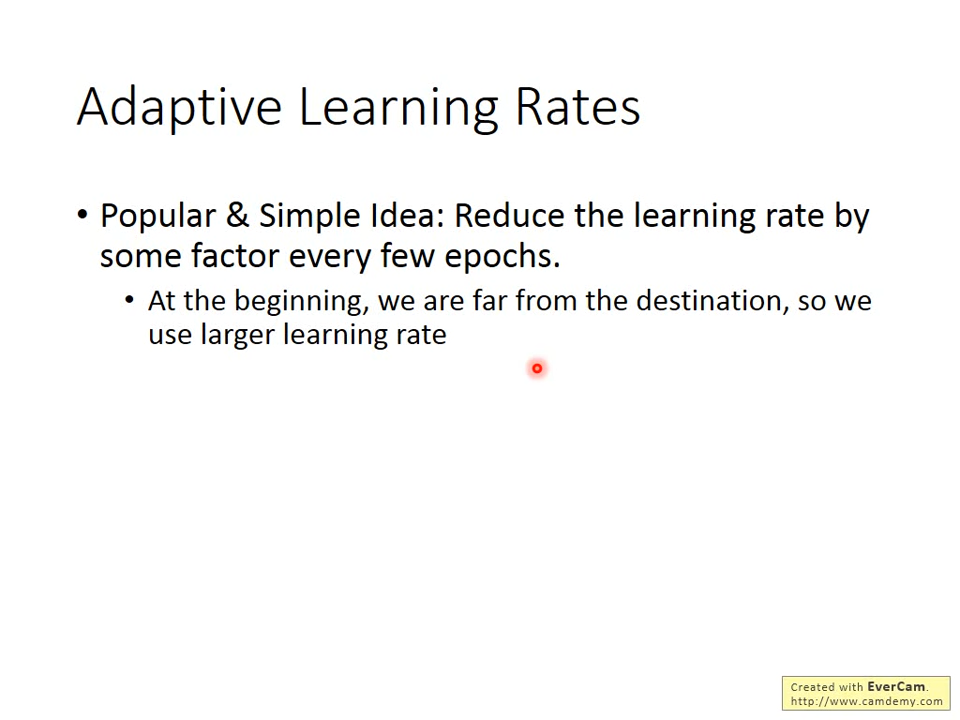 Adaptive Learning Rates
• Popular & Simple Idea: Reduce the learning rate by
some factor every few epochs.
• At the beginning, we are far from the destination, so we
use larger learning rate
Created with EverCam.
http://www.camdemy.com